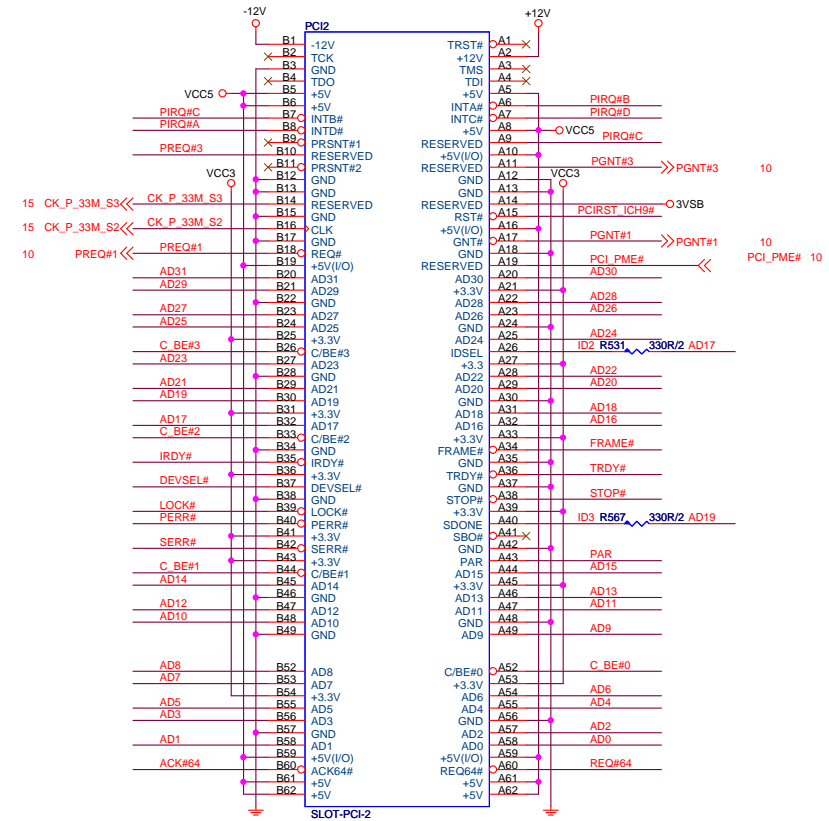 -12V +12V
PCI2
B1 -12V TRST# A1
B2 TCK +12V A2
B3 GND TMS A3
B4 TDO TDI A4
VCC5 B5 +5V +5V A5
B6 +5V INTA# A6 PIRQ#B
PIRQ#C B7 INTB# INTC# A7 PIRQ#D
PIRQ#A B8 INTD# +5V A8 VCC5
B9 PRSNT#1 RESERVED A9 PIRQ#C
PREQ#3 B10 RESERVED +5V(I/O) A10
B11 PRSNT#2 RESERVED A11 PGNT#3 PGNT#3 10
VCC3 B12 GND GND A12 VCC3
B13 GND GND A13
15 CK_P_33M_S3 CK_P_33M_S3 B14 RESERVED RESERVED A14 3VSB
B15 GND RST# A15 PCIRST_ICH9#
15 CK_P_33M_S2 CK_P_33M_S2 B16 CLK +5V(I/O) A16
B17 GND GNT# A17 PGNT#1 PGNT#1 10
10 PREQ#1 PREQ#1 B18 REQ# GND A18
B19 +5V(I/O) RESERVED A19 PCI_PME# PCI_PME# 10
AD31 B20 AD31 AD30 A20 AD30
AD29 B21 AD29 +3.3V A21
B22 GND AD28 A22 AD28
AD27 B23 AD27 AD26 A23 AD26
AD25 B24 AD25 GND A24
B25 +3.3V AD24 A25 AD24
C_BE#3 B26 C/BE#3 IDSEL A26 ID2 R531 330R/2 AD17
AD23 B27 AD23 +3.3 A27
B28 GND AD22 A28 AD22
AD21 B29 AD21 AD20 A29 AD20
AD19 B30 AD19 GND A30
B31 +3.3V AD18 A31 AD18
AD17 B32 AD17 AD16 A32 AD16
C_BE#2 B33 C/BE#2 +3.3V A33
B34 GND FRAME# A34 FRAME#
IRDY# B35 IRDY# GND A35
B36 +3.3V TRDY# A36 TRDY#
DEVSEL# B37 DEVSEL# GND A37
B38 GND STOP# A38 STOP#
LOCK# B39 LOCK# +3.3V A39
PERR# B40 PERR# SDONE A40 ID3 R567 330R/2 AD19
B41 +3.3V SBO# A41
SERR# B42 SERR# GND A42
B43 +3.3V PAR A43 PAR
C_BE#1 B44 C/BE#1 AD15 A44 AD15
AD14 B45 AD14 +3.3V A45
B46 GND AD13 A46 AD13
AD12 B47 AD12 AD11 A47 AD11
AD10 B48 AD10 GND A48
B49 GND AD9 A49 AD9
AD8 B52 AD8 C/BE#0 A52 C_BE#0
AD7 B53 AD7 +3.3V A53
B54 +3.3V AD6 A54 AD6
AD5 B55 AD5 AD4 A55 AD4
AD3 B56 AD3 GND A56
B57 GND AD2 A57 AD2
AD1 B58 AD1 AD0 A58 AD0
B59 +5V(I/O) +5V(I/O) A59
ACK#64 B60 ACK64# REQ64# A60 REQ#64
B61 +5V +5V A61
B62 +5V +5V A62
SLOT-PCI-2